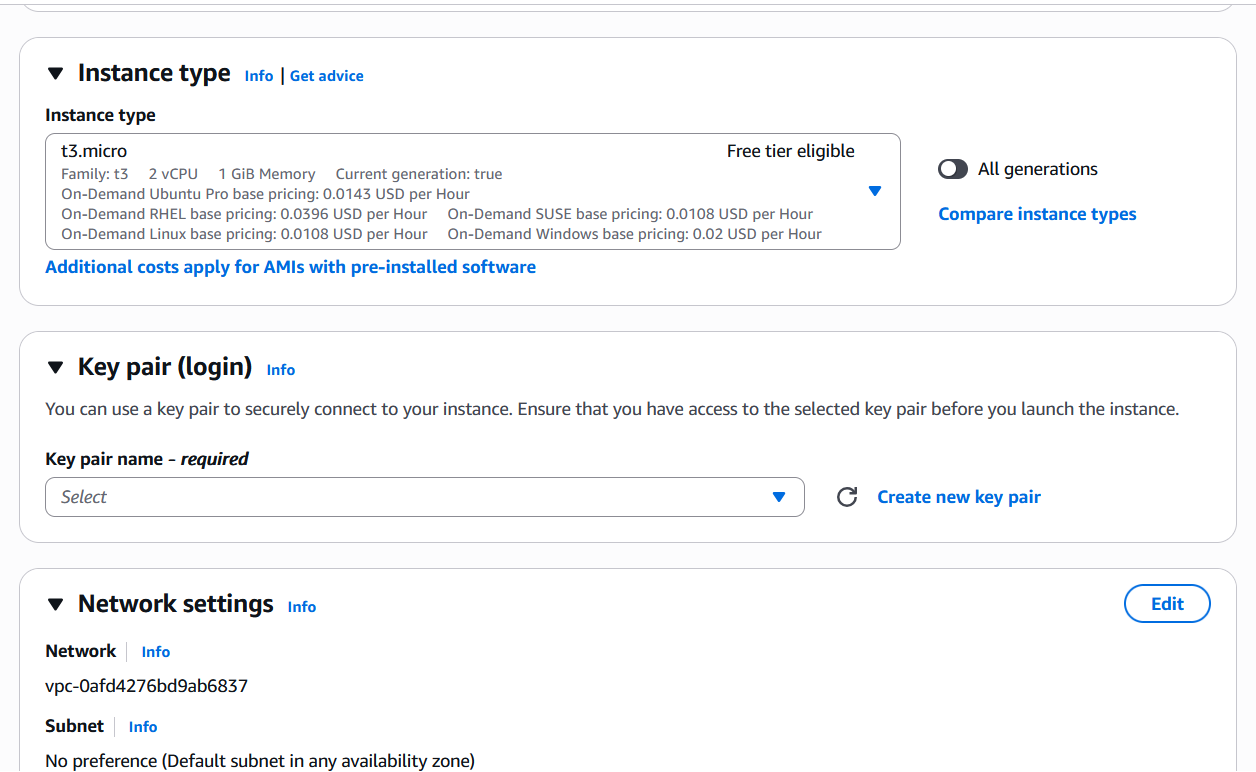 Instance type Info | Get advice
Instance type
t3.micro Free tier eligible
Family: t3 2 vCPU 1 GiB Memory Current generation: true
On-Demand Ubuntu Pro base pricing: 0.0143 USD per Hour
On-Demand RHEL base pricing: 0.0396 USD per Hour On-Demand SUSE base pricing: 0.0108 USD per Hour
On-Demand Linux base pricing: 0.0108 USD per Hour On-Demand Windows base pricing: 0.02 USD per Hour
All generations
Compare instance types
Additional costs apply for AMIs with pre-installed software
Key pair (login) Info
You can use a key pair to securely connect to your instance. Ensure that you have access to the selected key pair before you launch the instance.
Key pair name - required
Select
Create new key pair
Network settings Info
Edit
Network Info
vpc-0afd4276bd9ab6837
Subnet Info
No preference (Default subnet in any availability zone)